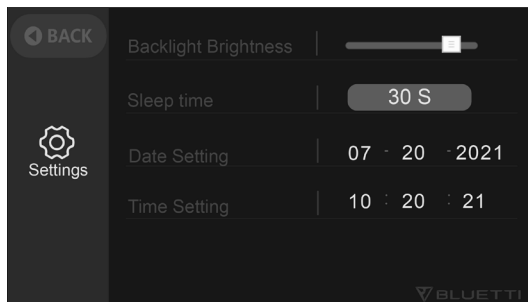 BACK
Backlight Brightness
Sleep time 30 S
Settings
Date Setting 07 - 20 - 2021
Time Setting 10 : 20 : 21
BLUETTI